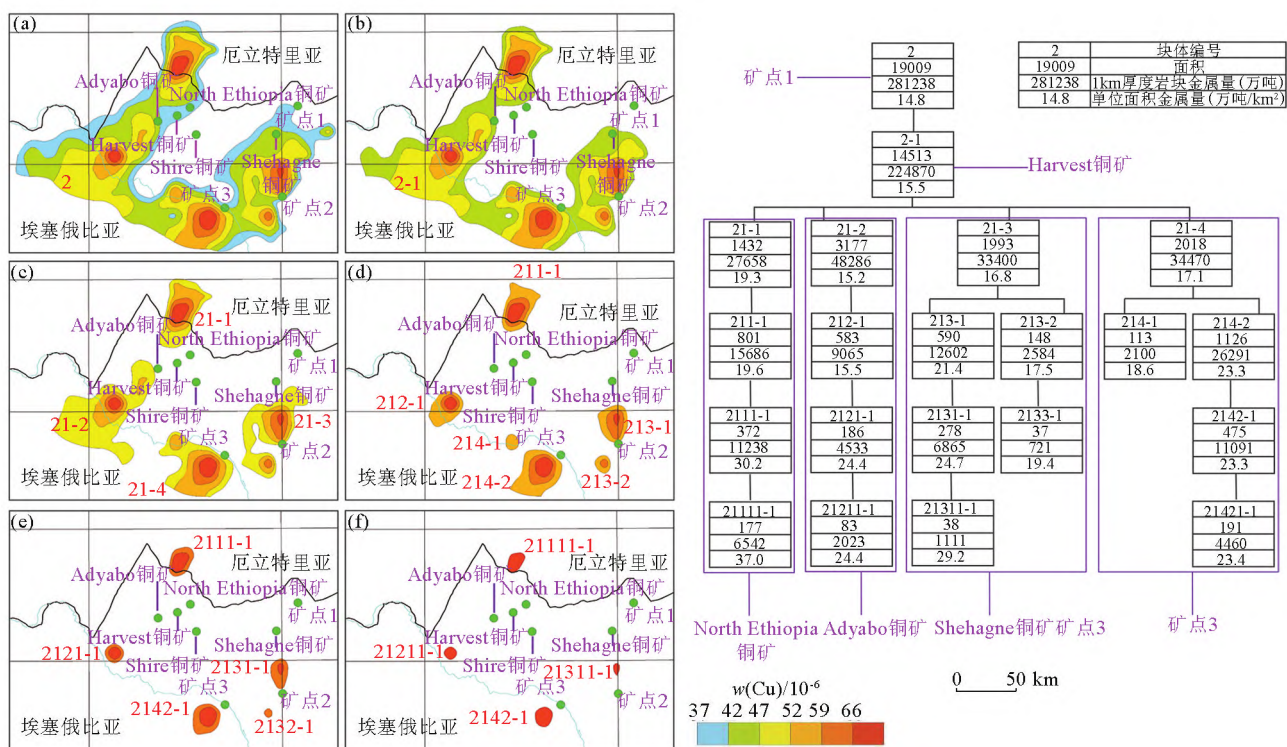 (a)
厄立特里亚
Adyabo铜矿
North Ethiopia铜矿
矿点1
Harvest铜矿
Shire铜矿
Shehagne
铜矿
2
矿点3
矿点2
埃塞俄比亚
(b)
厄立特里亚
Adyabo铜矿
North Ethiopia铜矿
矿点1
Harvest铜矿
Shire铜矿
Shehagne
铜矿
2-1
矿点3
矿点2
埃塞俄比亚
(c)
厄立特里亚
21-1
Adyabo铜矿
North Ethiopia铜矿
矿点1
Harvest铜矿
Shehagne铜矿
Shire铜矿
21-2
21-3
矿点3
矿点2
埃塞俄比亚
21-4
(d)
211-1
厄立特里亚
Adyabo铜矿
North Ethiopia铜矿
矿点1
Harvest铜矿
212-1
Shehagne铜矿
Shire铜矿
213-1
矿点3
214-1
矿点2
埃塞俄比亚
214-2
213-2
(e)
2111-1
厄立特里亚
Adyabo铜矿
North Ethiopia铜矿
矿点1
Harvest铜矿
2121-1
Shehagne铜矿
Shire铜矿
2131-1
矿点3
矿点2
埃塞俄比亚
2142-1
2132-1
(f)
21111-1
厄立特里亚
Adyabo铜矿
North Ethiopia铜矿
矿点1
Harvest铜矿
21211-1
Shehagne铜矿
Shire铜矿
21311-1
矿点3
矿点2
埃塞俄比亚
2142-1
矿点1
2
19009
281238
14.8
2 块体编号
19009 面积
281238 1km厚度岩块金属量(万吨)
14.8 单位面积金属量(万吨/km²)
2-1
14513
224870
15.5
Harvest铜矿
21-1
1432
27658
19.3
21-2
3177
48286
15.2
21-3
1993
33400
16.8
21-4
2018
34470
17.1
211-1
801
15686
19.6
212-1
583
9065
15.5
213-1
590
12602
21.4
213-2
148
2584
17.5
214-1
113
2100
18.6
214-2
1126
26291
23.3
2111-1
372
11238
30.2
2121-1
186
4533
24.4
2131-1
278
6865
24.7
2133-1
37
721
19.4
2142-1
475
11091
23.3
21111-1
177
6542
37.0
21211-1
83
2023
24.4
21311-1
38
1111
29.2
21421-1
191
4460
23.4
North Ethiopia
铜矿
Adyabo铜矿
Shehagne铜矿矿点3
矿点3
0 50 km
w(Cu)/10⁻⁶
37 42 47 52 59 66